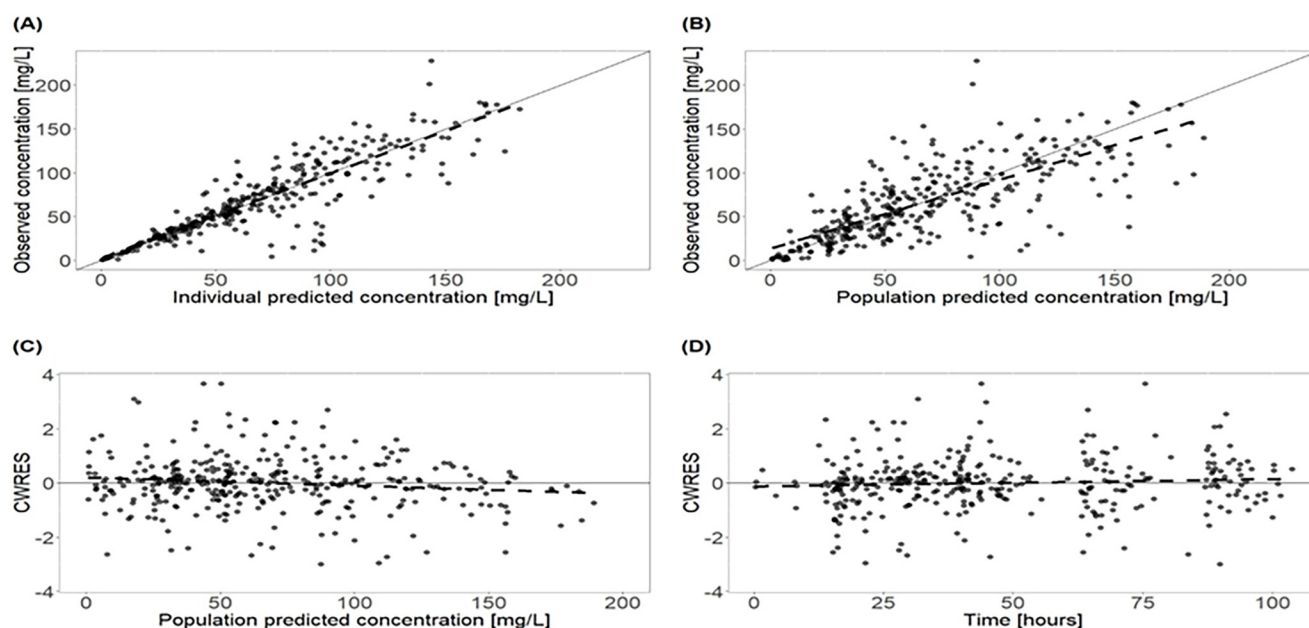 (A)
Observed concentration [mg/L]
200
150
100
50
0
0 50 100 150 200
Individual predicted concentration [mg/L]
(B)
Observed concentration [mg/L]
200
150
100
50
0
0 50 100 150 200
Population predicted concentration [mg/L]
(C)
CWRES
4
2
0
-2
-4
0 50 100 150 200
Population predicted concentration [mg/L]
(D)
CWRES
4
2
0
-2
-4
0 25 50 75 100
Time [hours]